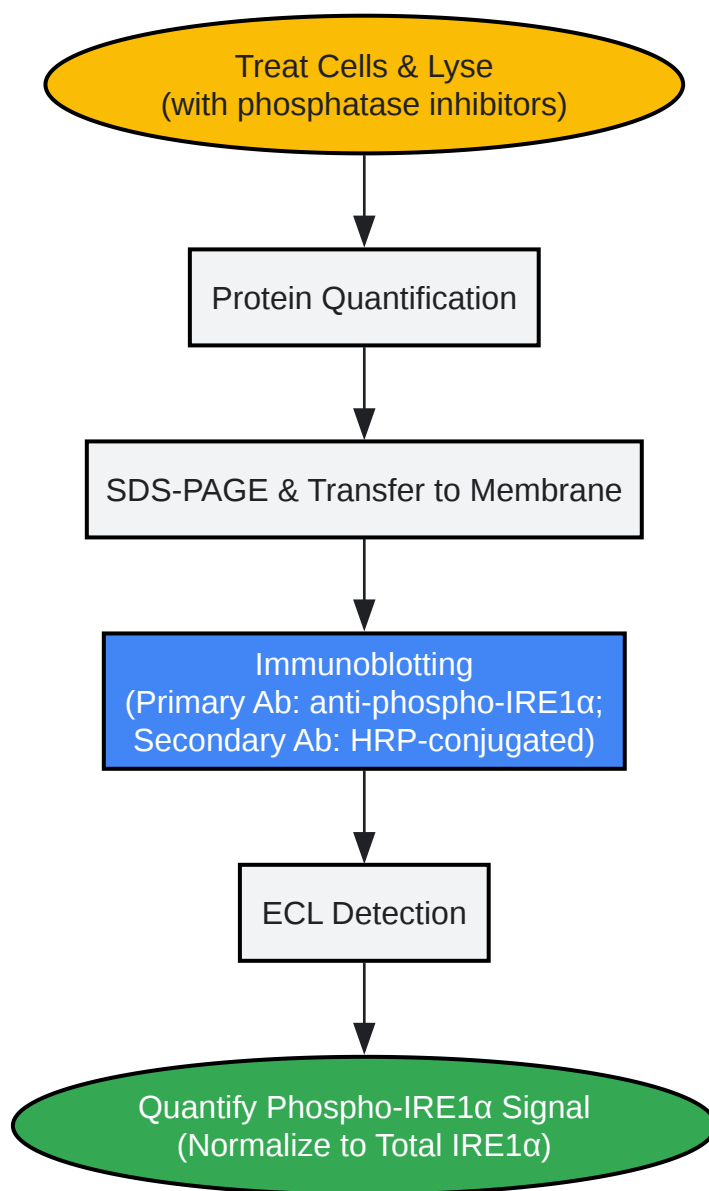 Treat Cells & Lyse
(with phosphatase inhibitors)
Protein Quantification
SDS-PAGE & Transfer to Membrane
Immunoblotting
(Primary Ab: anti-phospho-IRE1α;
Secondary Ab: HRP-conjugated)
ECL Detection
Quantify Phospho-IRE1α Signal
(Normalize to Total IRE1α)